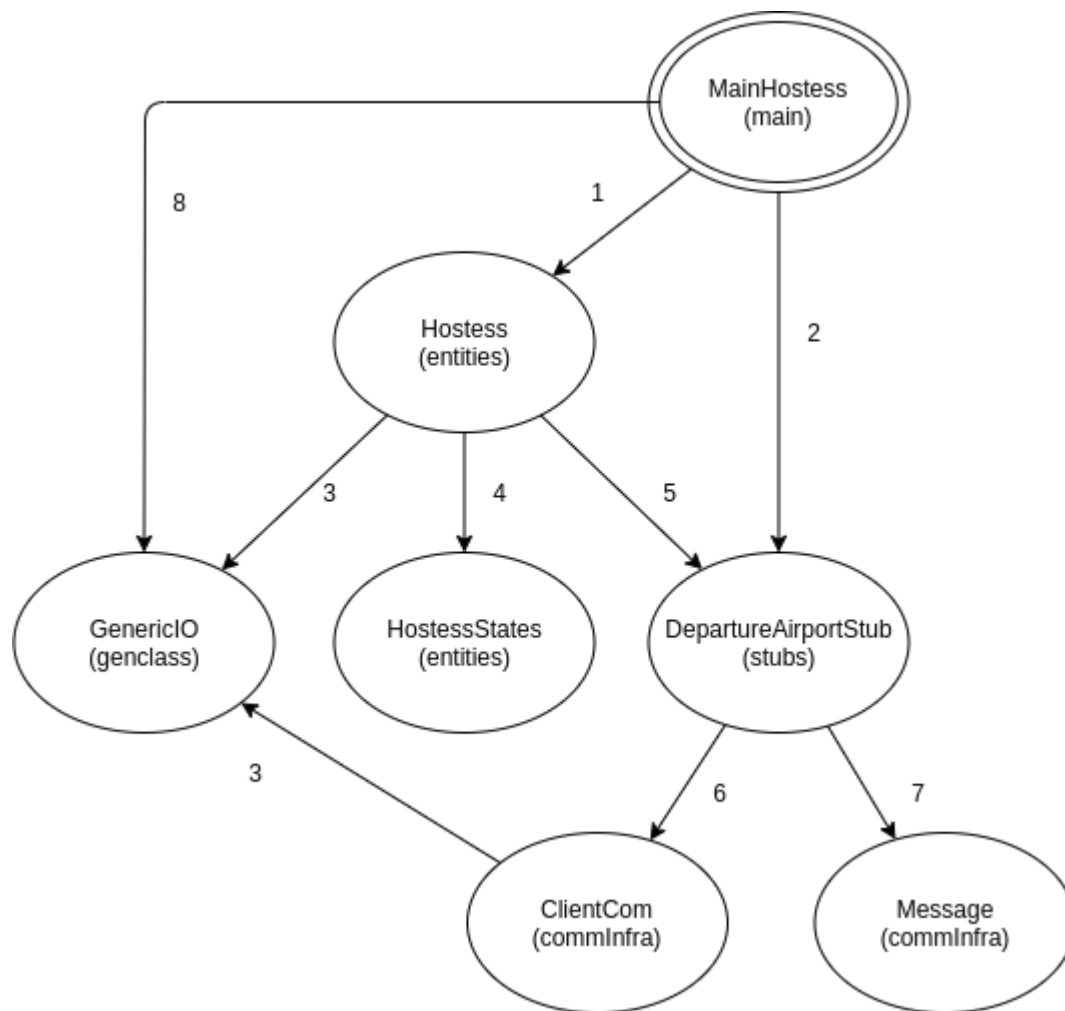 MainHostess
(main)
8
1
Hostess
(entities)
2
3
4
5
GenericIO
(genclass)
HostessStates
(entities)
DepartureAirportStub
(stubs)
3
6
7
ClientCom
(commInfra)
Message
(commInfra)